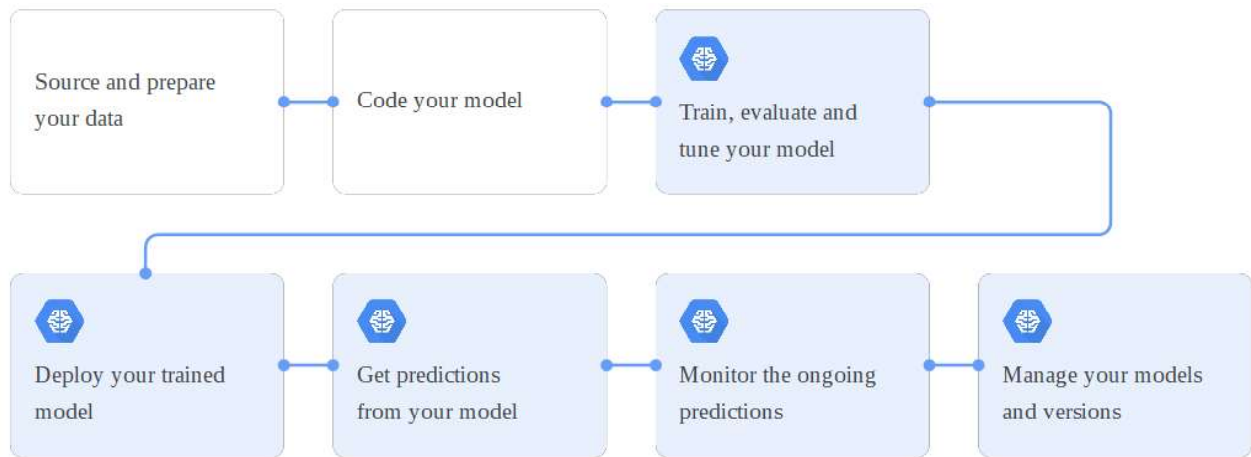 Source and prepare
your data
Code your model
Train, evaluate and
tune your model
Deploy your trained
model
Get predictions
from your model
Monitor the ongoing
predictions
Manage your models
and versions